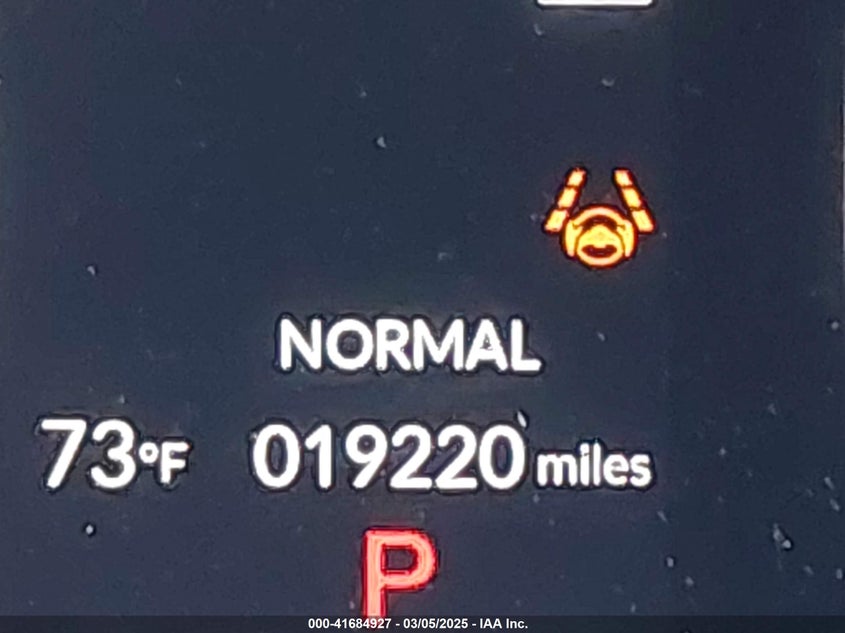 NORMAL
73°F 019220 miles
P
000-41684927 - 03/05/2025 - IAA Inc.